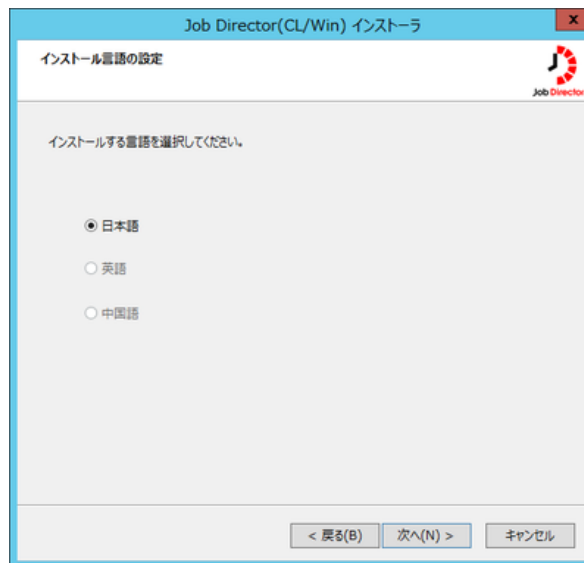 Job Director(CL/Win) インストーラ
x
インストール言語の設定
Job Director
インストールする言語を選択してください。
日本語
英語
中国語
< 戻る(B)
次へ(N) >
キャンセル